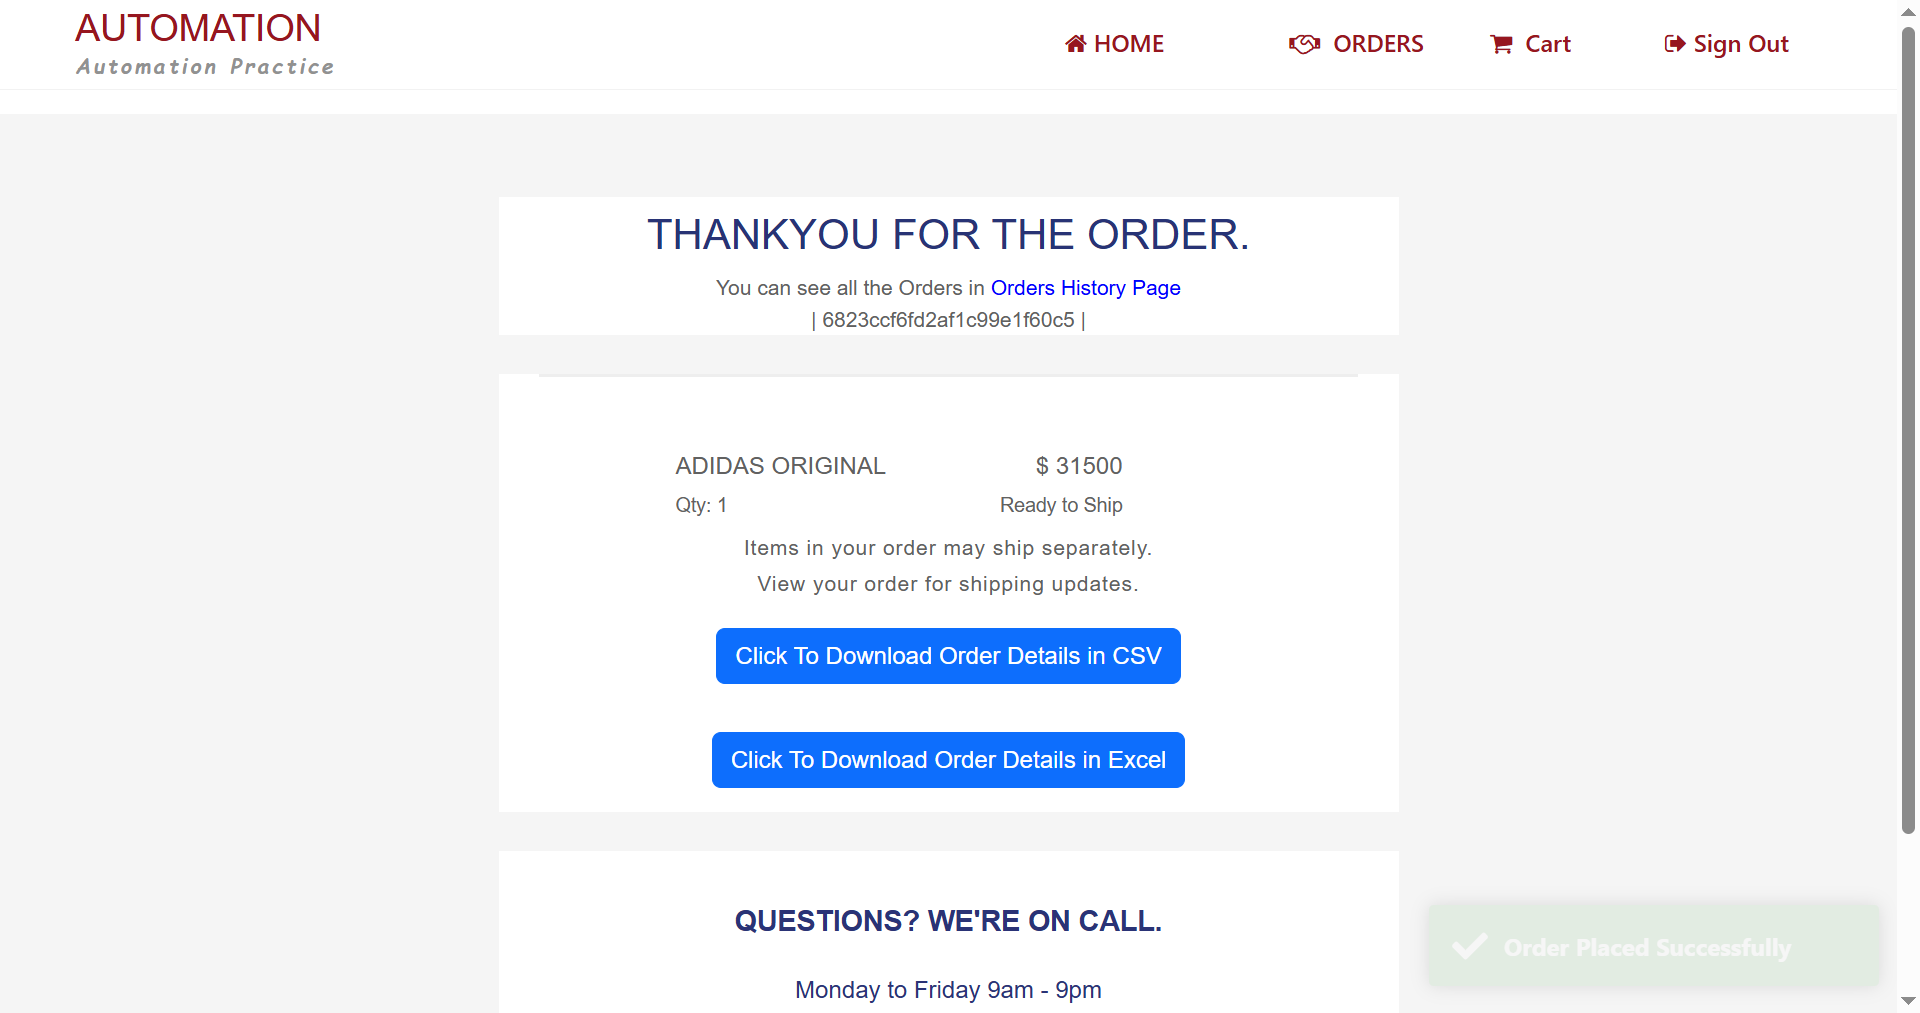 AUTOMATION
Automation Practice
HOME
ORDERS
Cart
Sign Out
THANKYOU FOR THE ORDER.
You can see all the Orders in Orders History Page
| 6823ccf6fd2af1c99e1f60c5 |
ADIDAS ORIGINAL
$ 31500
Qty: 1
Ready to Ship
Items in your order may ship separately.
View your order for shipping updates.
Click To Download Order Details in CSV
Click To Download Order Details in Excel
QUESTIONS? WE'RE ON CALL.
Monday to Friday 9am - 9pm
Order Placed Successfully